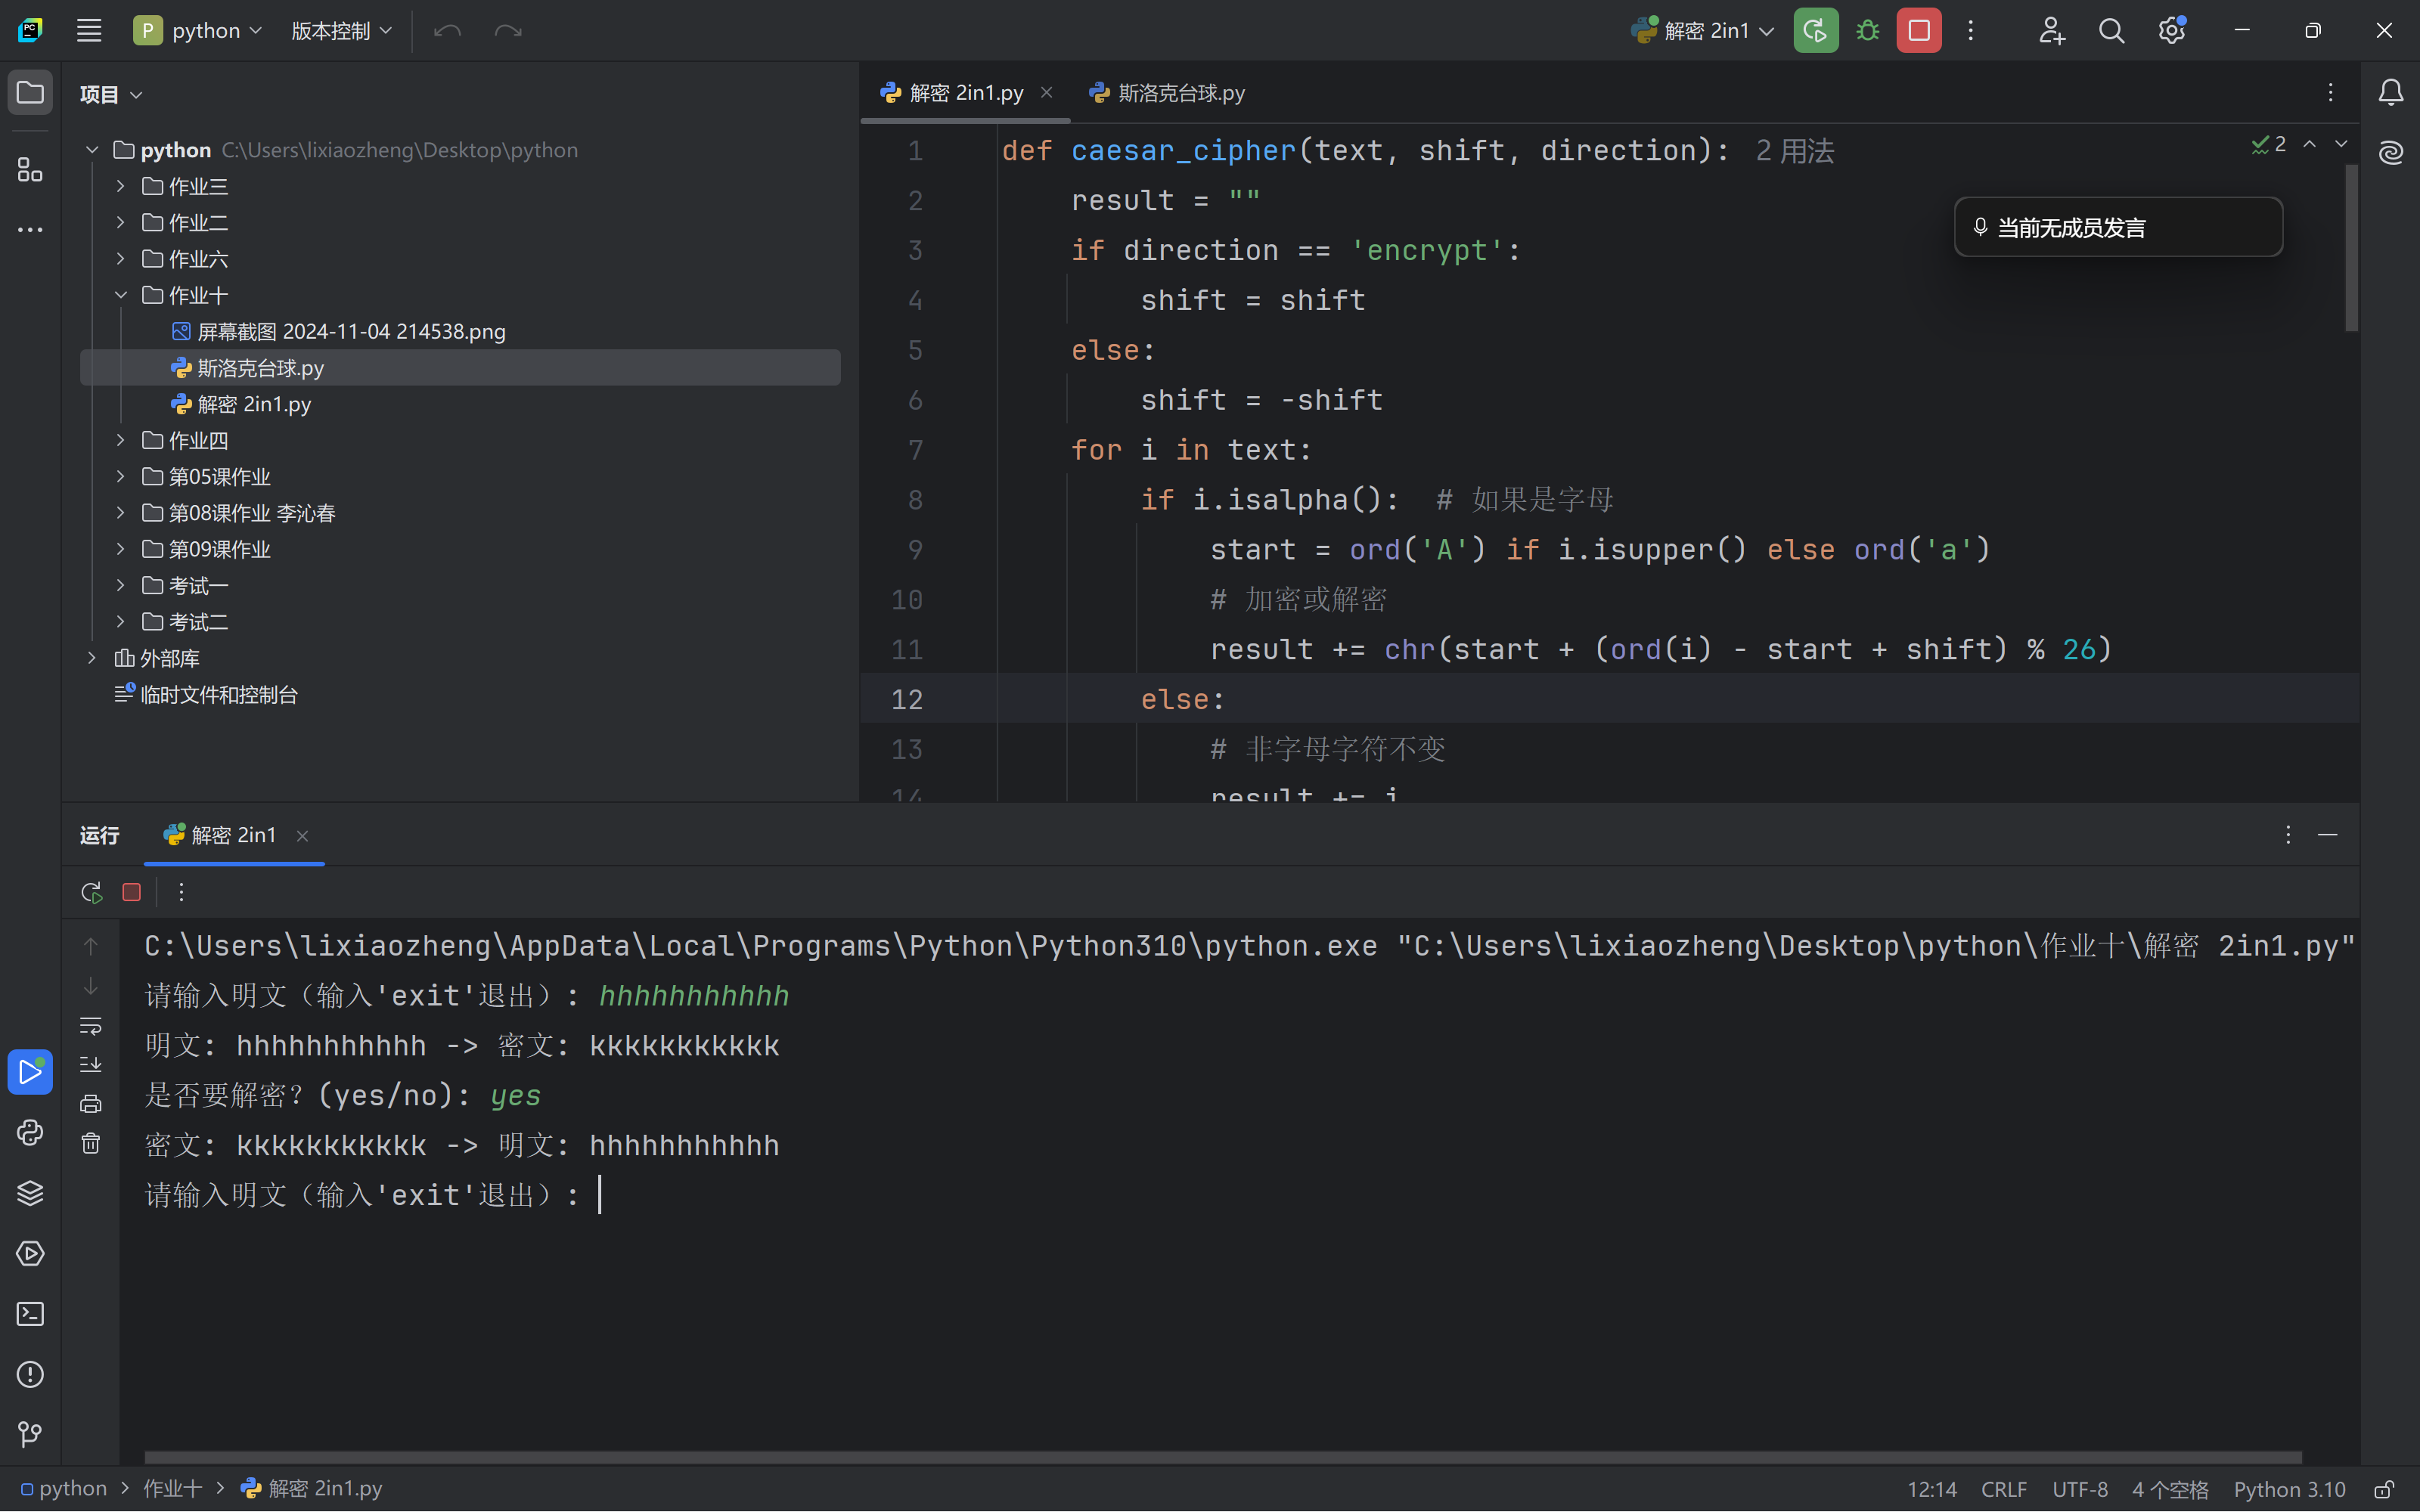 PC
P python 版本控制 解密 2in1
项目
python C:\Users\lixiaozheng\Desktop\python
作业三
作业二
作业六
作业十
屏幕截图 2024-11-04 214538.png
斯洛克台球.py
解密 2in1.py
作业四
第05课作业
第08课作业 李沁春
第09课作业
考试一
考试二
外部库
临时文件和控制台
解密 2in1.py 斯洛克台球.py
1 def caesar_cipher(text, shift, direction): 2 用法
2 result = ""
3 if direction == 'encrypt':
4 shift = shift
5 else:
6 shift = -shift
7 for i in text:
8 if i.isalpha(): # 如果是字母
9 start = ord('A') if i.isupper() else ord('a')
10 # 加密或解密
11 result += chr(start + (ord(i) - start + shift) % 26)
12 else:
13 # 非字母字符不变
14 result += i
2
当前无成员发言
运行 解密 2in1
C:\Users\lixiaozheng\AppData\Local\Programs\Python\Python310\python.exe "C:\Users\lixiaozheng\Desktop\python\作业十\解密 2in1.py"
请输入明文（输入'exit'退出）: hhhhhhhhhhh
明文: hhhhhhhhhhh -> 密文: kkkkkkkkkkk
是否要解密？(yes/no): yes
密文: kkkkkkkkkkk -> 明文: hhhhhhhhhhh
请输入明文（输入'exit'退出）:
python > 作业十 > 解密 2in1.py
12:14 CRLF UTF-8 4 个空格 Python 3.10